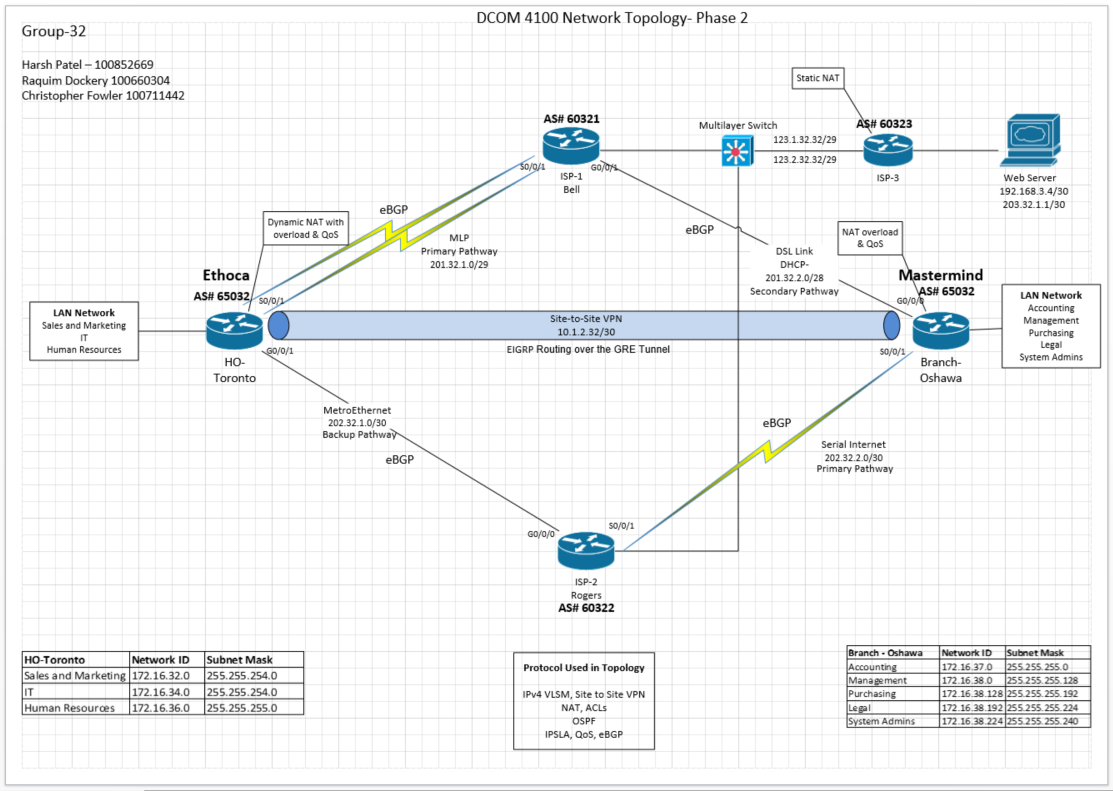 DCOM 4100 Network Topology- Phase 2
Group-32
Harsh Patel – 100852669
Raquim Dockery 100660304
Christopher Fowler 100711442
Static NAT
AS# 60321
ISP-1
Bell
S0/0/1
G0/0/1
Multilayer Switch
123.1.32.32/29
123.2.32.32/29
AS# 60323
ISP-3
Web Server
192.168.3.4/30
203.32.1.1/30
Dynamic NAT with
overload & QoS
eBGP
MLP
Primary Pathway
201.32.1.0/29
eBGP
DSL Link
DHCP-
201.32.2.0/28
Secondary Pathway
NAT overload
& QoS
Ethoca
AS# 65032
S0/0/1
Mastermind
AS# 65032
G0/0/0
LAN Network
Sales and Marketing
IT
Human Resources
HO-
Toronto
G0/0/1
Site-to-Site VPN
10.1.2.32/30
EIGRP Routing over the GRE Tunnel
S0/0/1
Branch-
Oshawa
LAN Network
Accounting
Management
Purchasing
Legal
System Admins
MetroEthernet
202.32.1.0/30
Backup Pathway
eBGP
eBGP
Serial Internet
202.32.2.0/30
Primary Pathway
G0/0/0
S0/0/1
ISP-2
Rogers
AS# 60322
HO-Toronto Network ID Subnet Mask
Sales and Marketing 172.16.32.0 255.255.254.0
IT 172.16.34.0 255.255.254.0
Human Resources 172.16.36.0 255.255.255.0
Protocol Used in Topology
IPv4 VLSM, Site to Site VPN
NAT, ACLs
OSPF
IPSLA, QoS, eBGP
Branch - Oshawa Network ID Subnet Mask
Accounting 172.16.37.0 255.255.255.0
Management 172.16.38.0 255.255.255.128
Purchasing 172.16.38.128 255.255.255.192
Legal 172.16.38.192 255.255.255.224
System Admins 172.16.38.224 255.255.255.240